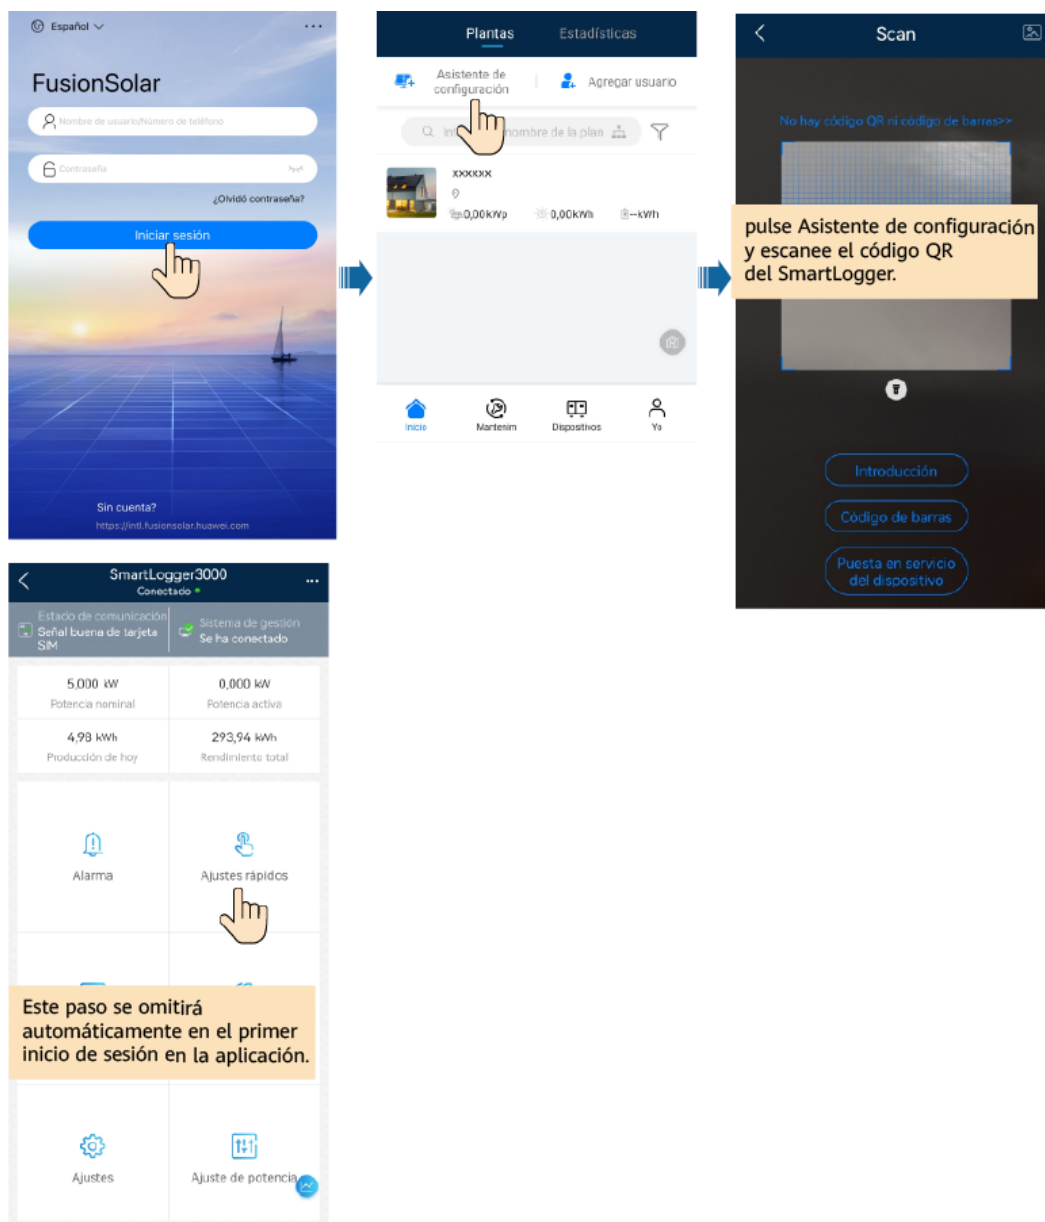 Español
FusionSolar
Nombre de usuario/Número de teléfono
Contraseña
¿Olvidó contraseña?
Iniciar sesión
Sin cuenta?
https://intl.fusionsolar.huawei.com
Plantas Estadísticas
Asistente de
configuración
Agregar usuario
nombre de la plan
xxxxxx
0,00kWp 0,00kWh --kWh
Inicio Mantenim Dispositivos Yo
Scan
No hay código QR ni código de barras>>
pulse Asistente de configuración
y escanee el código QR
del SmartLogger.
Introducción
Código de barras
Puesta en servicio
del dispositivo
SmartLogger3000
Conectado
Estado de comunicación
Señal buena de tarjeta
SIM
Sistema de gestión
Se ha conectado
5,000 kW 0,000 kW
Potencia nominal Potencia activa
4,98 kWh 293,94 kWh
Producción de hoy Rendimiento total
Alarma Ajustes rápidos
Este paso se omitirá
automáticamente en el primer
inicio de sesión en la aplicación.
Ajustes Ajuste de potencia